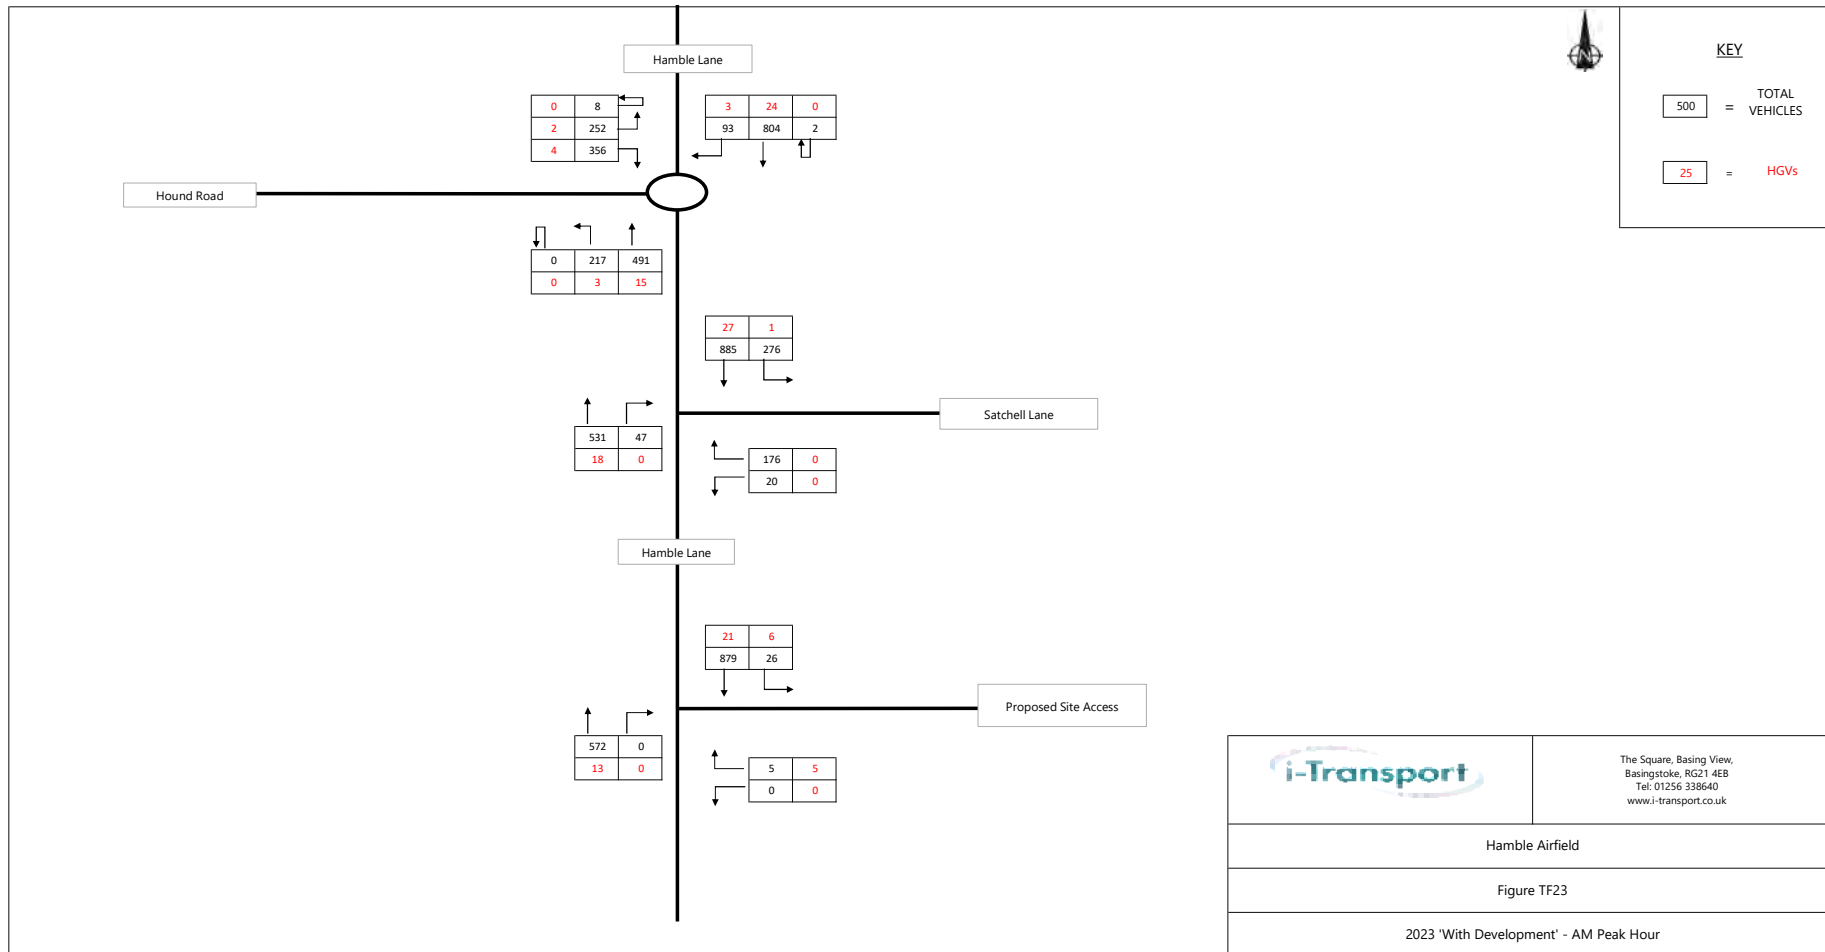 Hamble Lane
0 8
2 252
4 356
3 24 0
93 804 2
Hound Road
0 217 491
0 3 15
27 1
885 276
Satchell Lane
531 47
18 0
176 0
20 0
Hamble Lane
21 6
879 26
Proposed Site Access
572 0
13 0
5 5
0 0
N
KEY
500 = TOTAL
VEHICLES
25 = HGVs
i-Transport
The Square, Basing View,
Basingstoke, RG21 4EB
Tel: 01256 338640
www.i-transport.co.uk
Hamble Airfield
Figure TF23
2023 'With Development' - AM Peak Hour